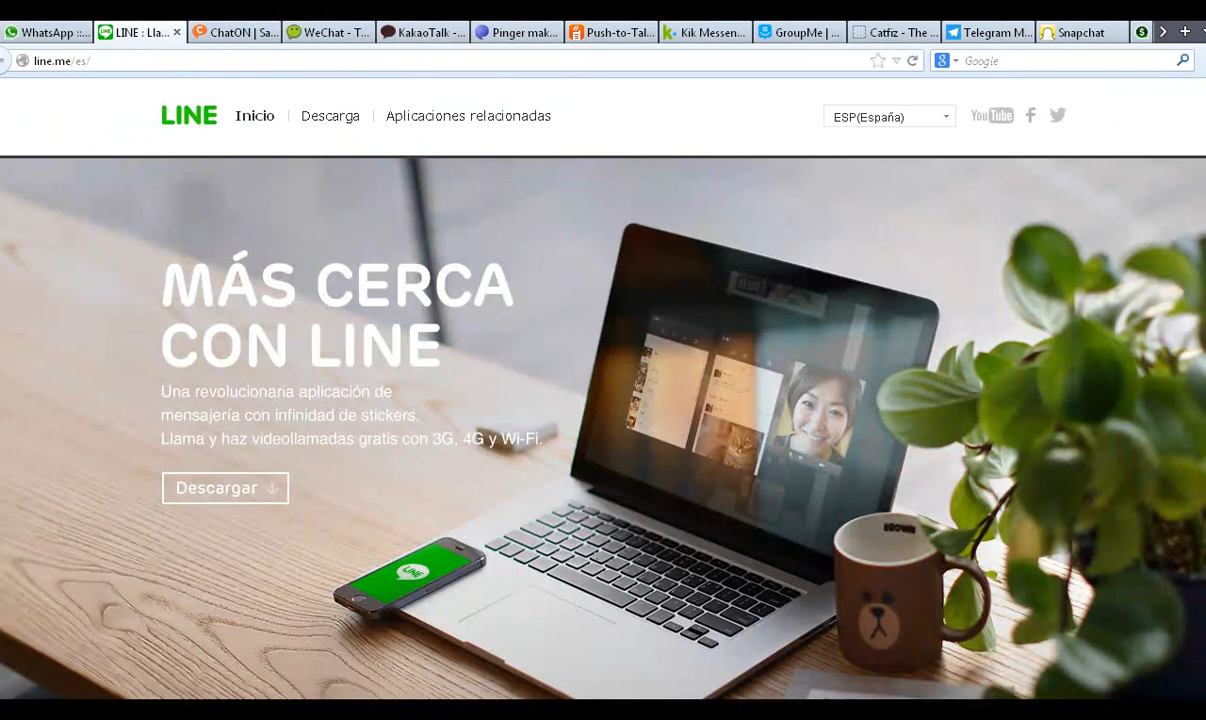 WhatsApp ::...
LINE : Lla...
ChatON | Sa...
WeChat - T...
KakaoTalk -...
Pinger mak...
Push-to-Tal...
Kik Messen...
GroupMe | ...
Catfiz - The ...
Telegram M...
Snapchat
line.me/es/
Google
LINE
Inicio
Descarga
Aplicaciones relacionadas
ESP(España)
YouTube
MÁS CERCA
CON LINE
Una revolucionaria aplicación de
mensajería con infinidad de stickers.
Llama y haz videollamadas gratis con 3G, 4G y Wi-Fi.
Descargar
LINE
BROWN